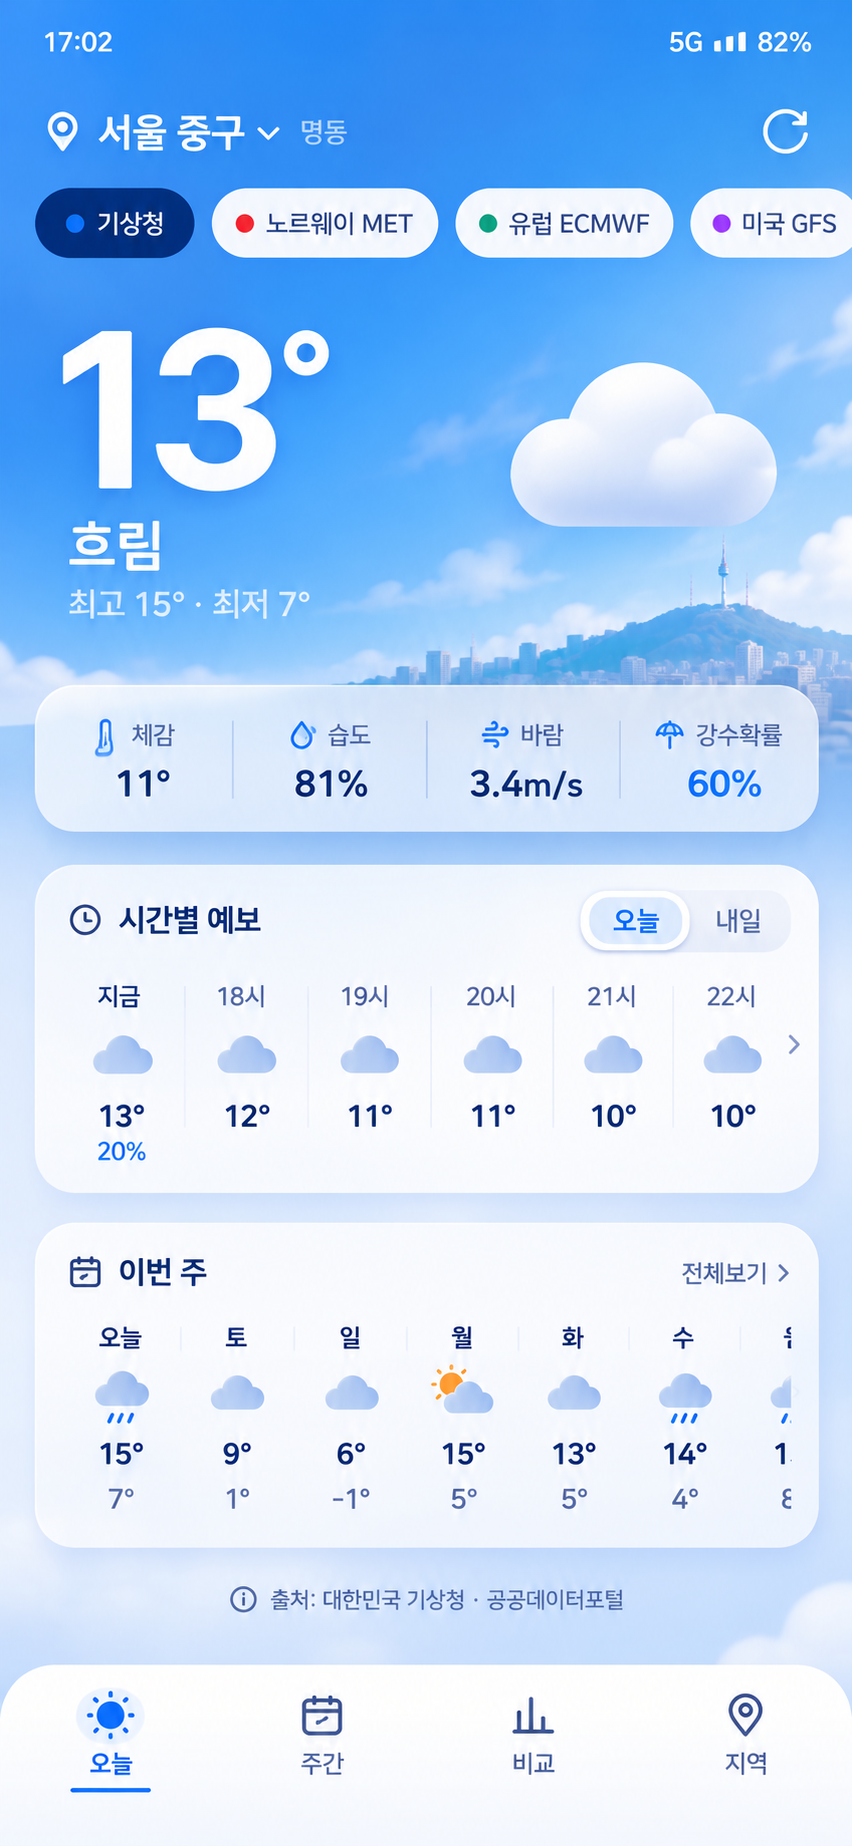 17:02 5G 82%
서울 중구 명동
기상청 노르웨이 MET 유럽 ECMWF 미국 GFS
13°
흐림
최고 15° · 최저 7°
체감 습도 바람 강수확률
11° 81% 3.4m/s 60%
시간별 예보 오늘 내일
지금 18시 19시 20시 21시 22시
13° 12° 11° 11° 10° 10°
20%
이번 주 전체보기
오늘 토 일 월 화 수
15° 9° 6° 15° 13° 14°
7° 1° -1° 5° 5° 4°
출처: 대한민국 기상청 · 공공데이터포털
오늘 주간 비교 지역